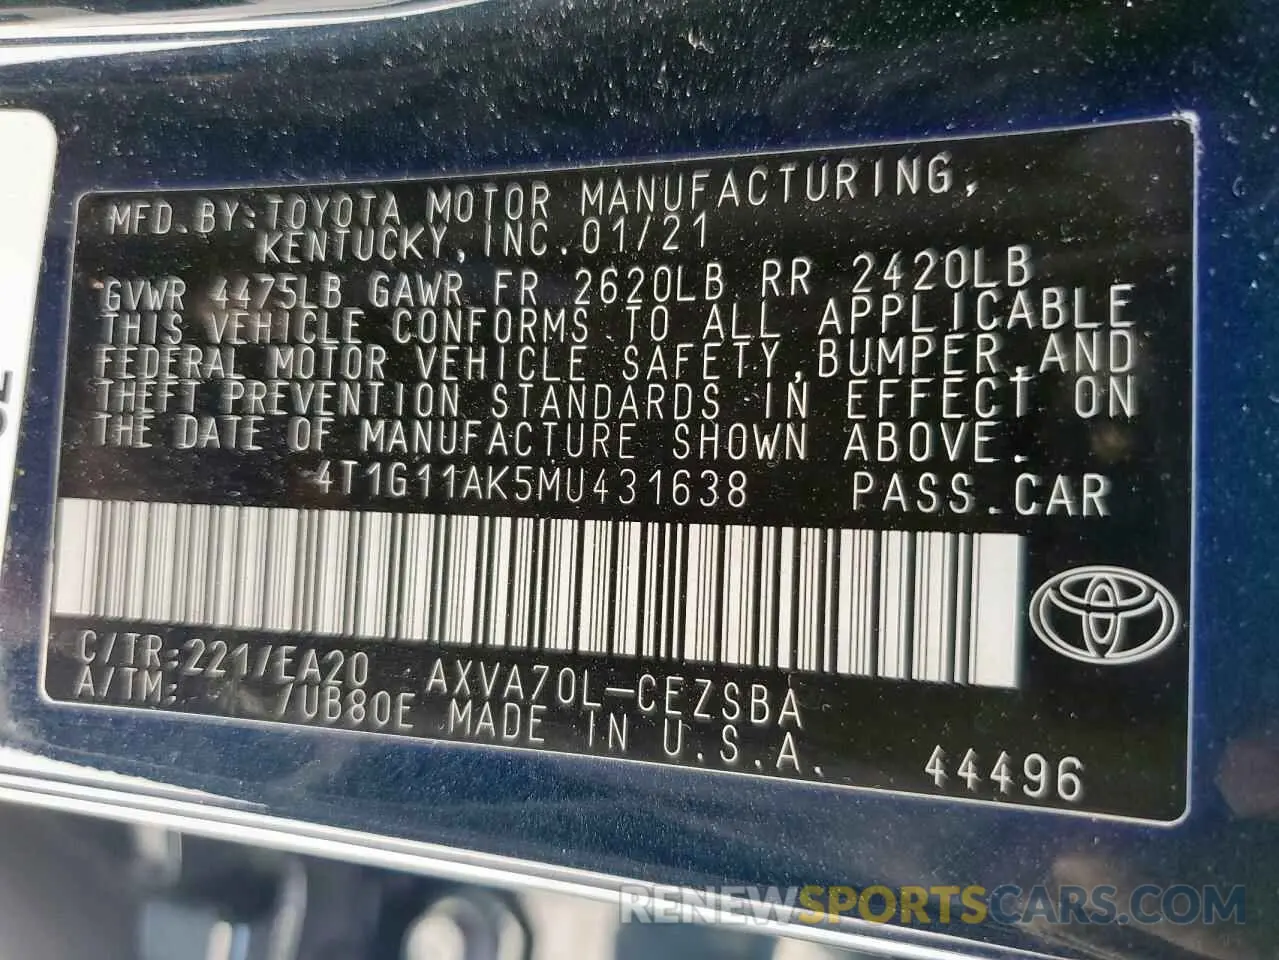 MFD.BY:TOYOTA MOTOR MANUFACTURING,
KENTUCKY,INC.01/21
GVWR 4475LB GAWR FR 2620LB RR 2420LB
THIS VEHICLE CONFORMS TO ALL APPLICABLE
FEDERAL MOTOR VEHICLE SAFETY,BUMPER,AND
THEFT PREVENTION STANDARDS IN EFFECT ON
THE DATE OF MANUFACTURE SHOWN ABOVE.
4T1G11AK5MU431638 PASS.CAR
C/TR:221/EA20 AXVA70L-CEZSBA
A/TM: /UB80E MADE IN U.S.A.
44496
RENEWSPORTSCARS.COM